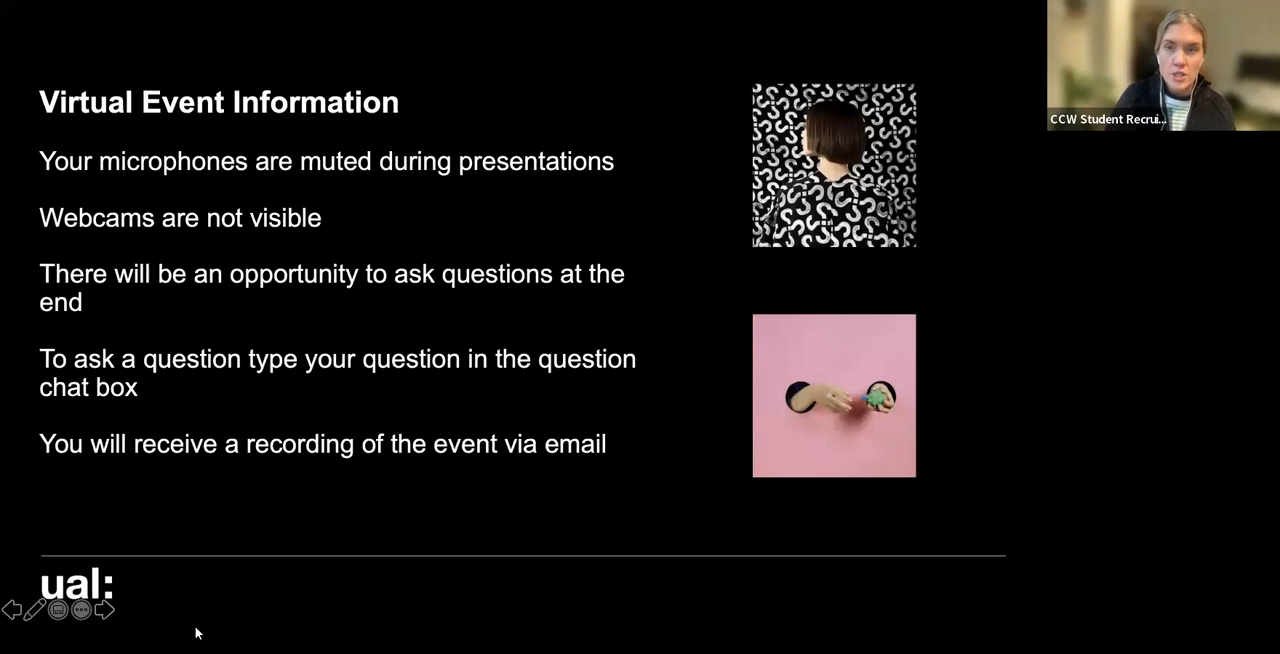 Virtual Event Information
Your microphones are muted during presentations
Webcams are not visible
There will be an opportunity to ask questions at the
end
To ask a question type your question in the question
chat box
You will receive a recording of the event via email
ual:
CCW Student Recrui...